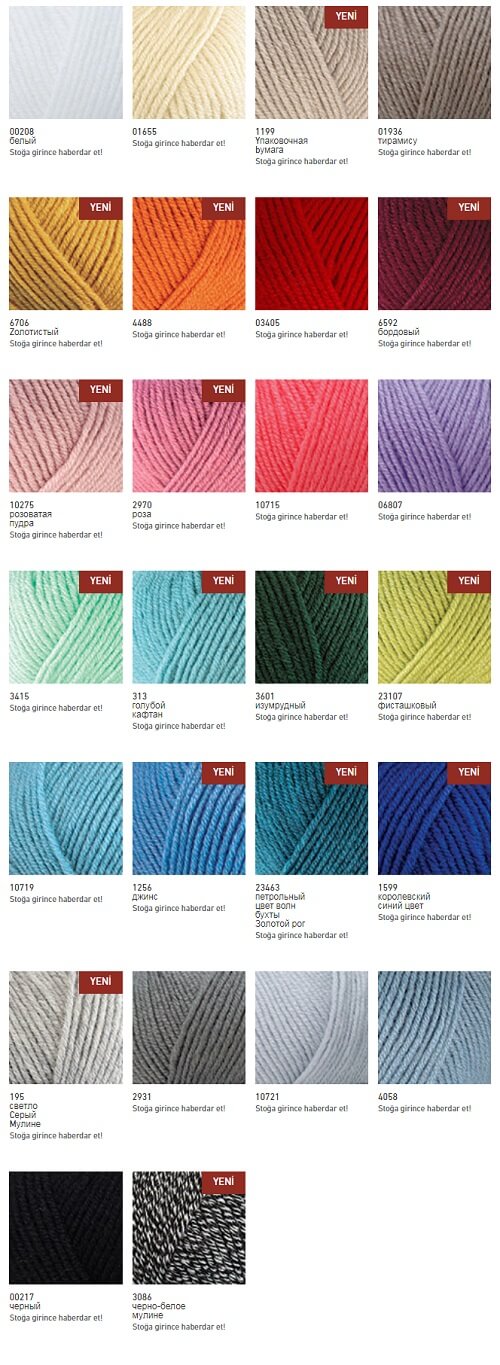 YENİ
00208
белый
Stoğa girince haberdar et!
01655
Stoğa girince haberdar et!
1199
Упаковочная
бумага
Stoğa girince haberdar et!
01936
тирамису
Stoğa girince haberdar et!
YENİ
YENİ
YENİ
6706
Zолотистый
Stoğa girince haberdar et!
4488
Stoğa girince haberdar et!
03405
Stoğa girince haberdar et!
6592
бордовый
Stoğa girince haberdar et!
YENİ
YENİ
10275
розоватая
пудра
Stoğa girince haberdar et!
2970
роза
Stoğa girince haberdar et!
10715
Stoğa girince haberdar et!
06807
Stoğa girince haberdar et!
YENİ
YENİ
YENİ
YENİ
3415
Stoğa girince haberdar et!
313
голубой
кафтан
Stoğa girince haberdar et!
3601
изумрудный
Stoğa girince haberdar et!
23107
фисташковый
Stoğa girince haberdar et!
YENİ
YENİ
YENİ
10719
Stoğa girince haberdar et!
1256
джинс
Stoğa girince haberdar et!
23463
петрольный
цвет волн
бухты
Золотой рог
Stoğa girince haberdar et!
1599
королевский
синий цвет
Stoğa girince haberdar et!
YENİ
195
светло
Серый
Мулине
Stoğa girince haberdar et!
2931
Stoğa girince haberdar et!
10721
Stoğa girince haberdar et!
4058
Stoğa girince haberdar et!
YENİ
00217
черный
Stoğa girince haberdar et!
3086
черно-белое
мулине
Stoğa girince haberdar et!